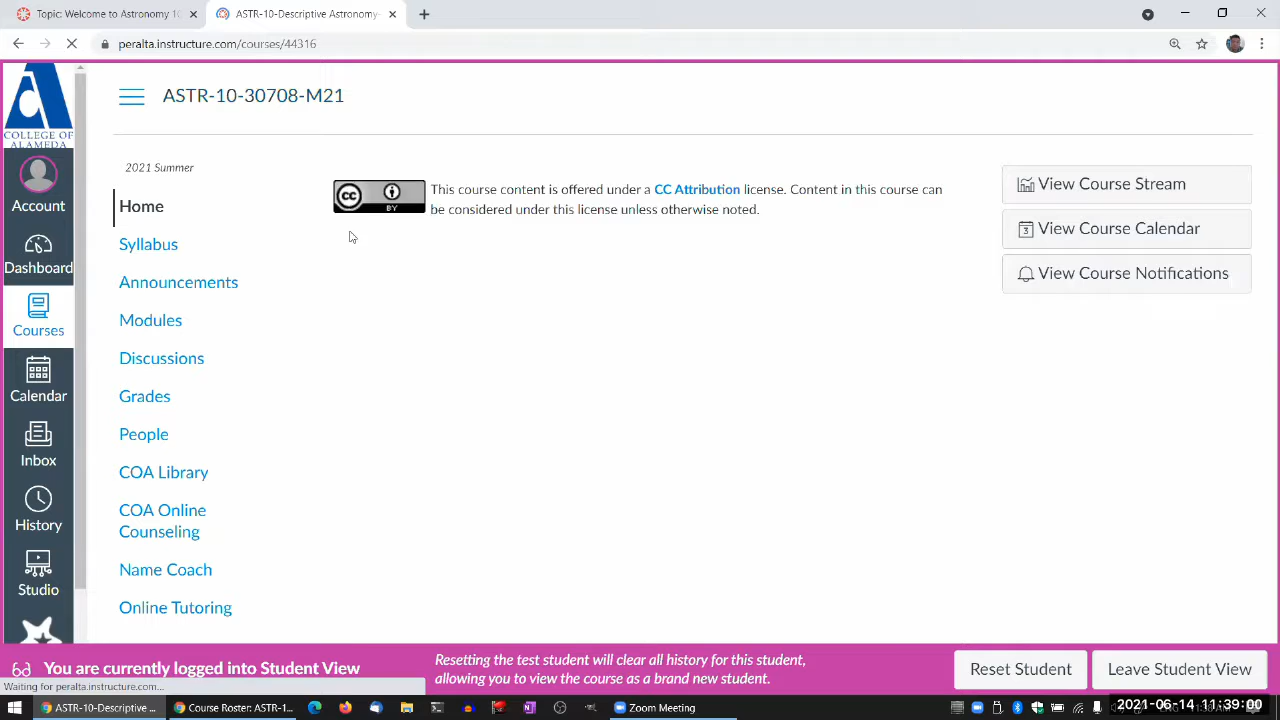 Topic: Welcome to 1
ASTR-10-Descriptive Astronomy-
peralta.instructure.com/courses/44316
COLLEGE OF
ALAMEDA
ASTR-10-30708-M21
2021 Summer
Account
Dashboard
Courses
Calendar
Inbox
History
Studio
Home
Syllabus
Announcements
Modules
Discussions
Grades
People
COA Library
COA Online
Counseling
Name Coach
Online Tutoring
cc
BY
This course content is offered under a CC Attribution license. Content in this course can
be considered under this license unless otherwise noted.
View Course Stream
3 View Course Calendar
View Course Notifications
You are currently logged into Student View
Resetting the test student will clear all history for this student,
allowing you to view the course as a brand new student.
Reset Student
Leave Student View
Waiting for peralta.instructure.com...
ASTR-10-Descriptive ...
Course Roster: ASTR-1...
Zoom Meeting
2021-06-14 11:39:00